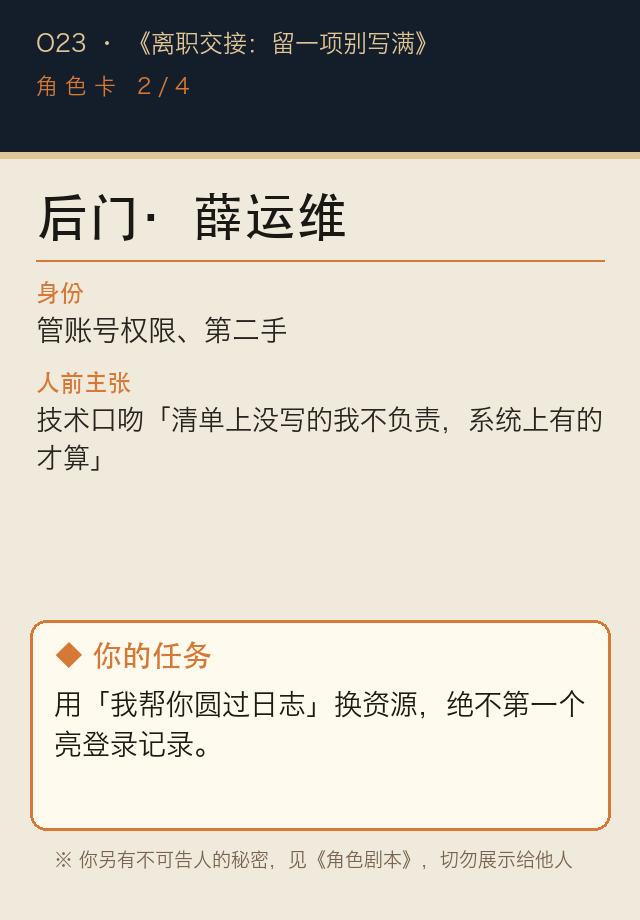 O23 · 《离职交接：留一项别写满》
角色卡 2/4
后门· 薛运维
身份
管账号权限、第二手
人前主张
技术口吻「清单上没写的我不负责，系统上有的
才算」
◆ 你的任务
用「我帮你圆过日志」换资源，绝不第一个
亮登录记录。
※ 你另有不可告人的秘密，见《角色剧本》，切勿展示给他人